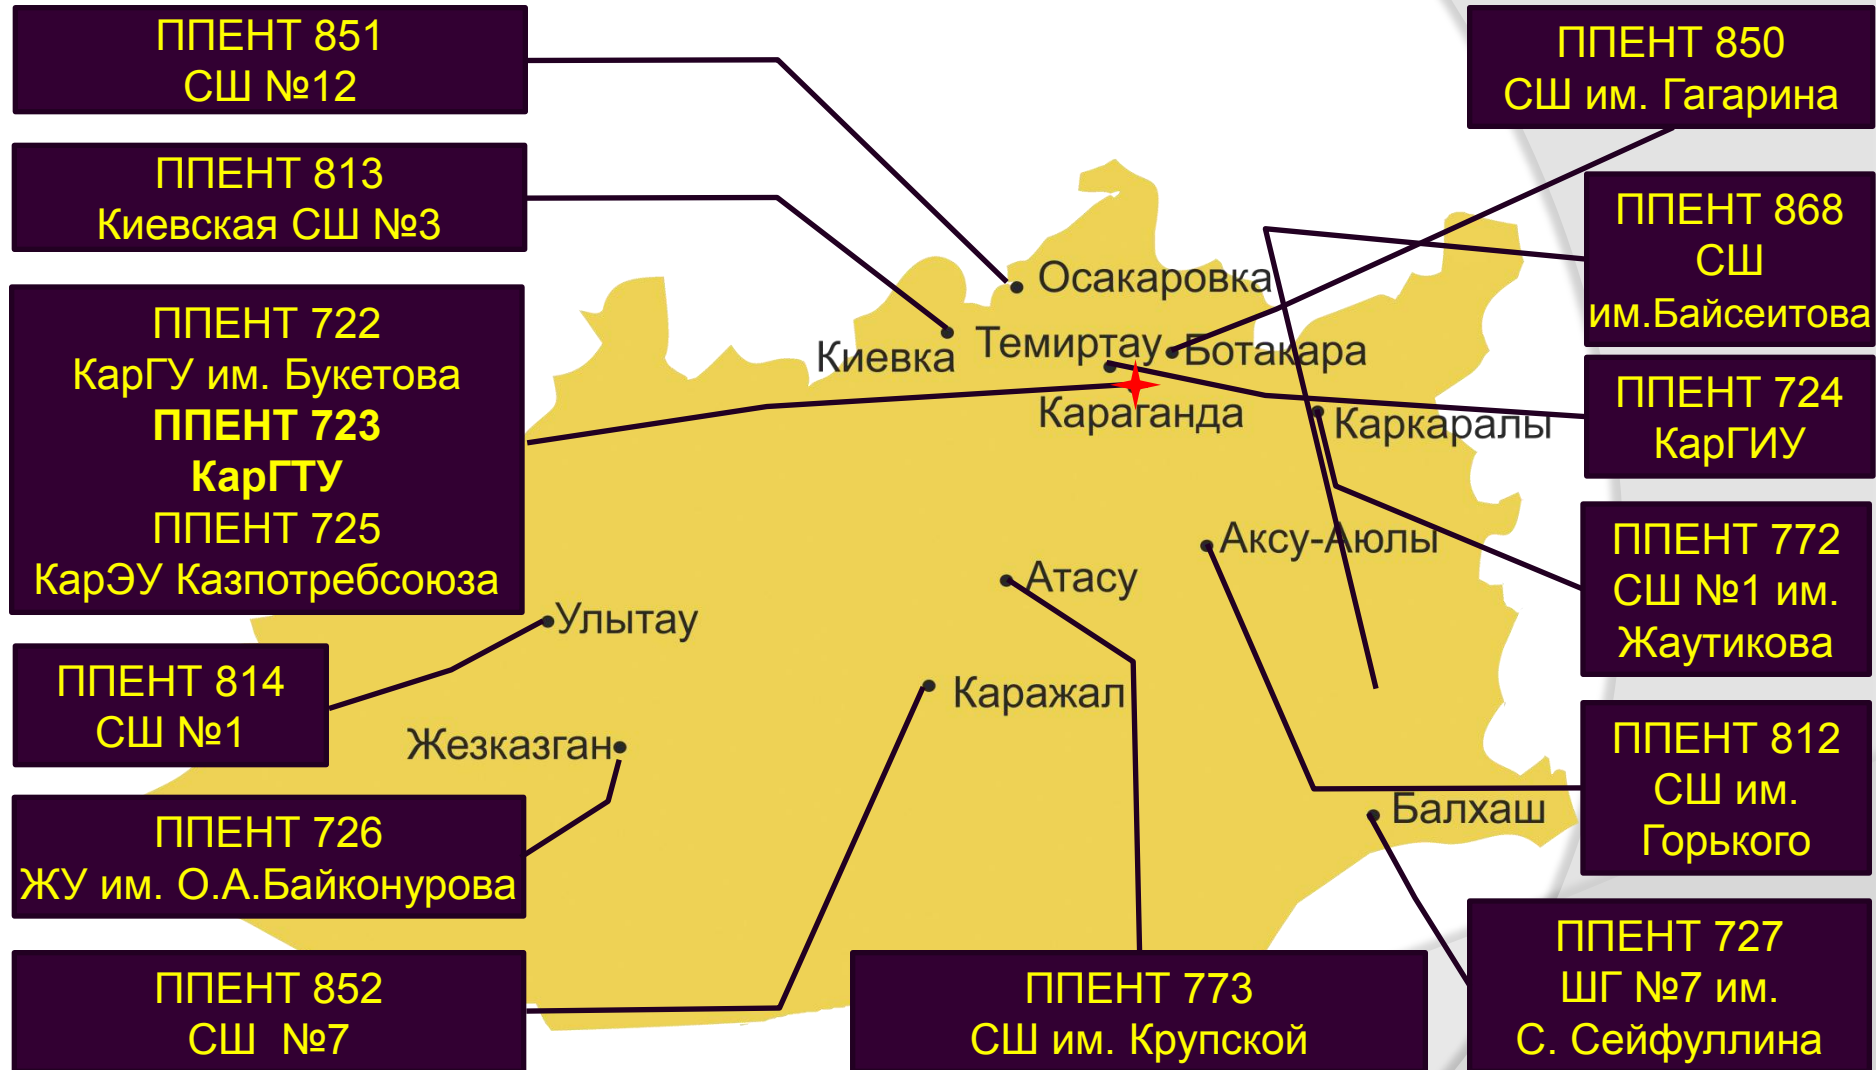 ППЕНТ 851
СШ №12
ППЕНТ 850
СШ им. Гагарина
ППЕНТ 813
Киевская СШ №3
ППЕНТ 868
СШ
им.Байсеитова
ППЕНТ 722
КарГУ им. Букетова
ППЕНТ 723
КарГТУ
ППЕНТ 725
КарЭУ Казпотребсоюза
Осакаровка
Киевка
Темиртау
Ботакара
Караганда
Каркаралы
ППЕНТ 724
КарГИУ
Аксу-Аюлы
Атасу
ППЕНТ 772
СШ №1 им.
Жаутикова
Улытау
ППЕНТ 814
СШ №1
Каражал
Жезказган
Балхаш
ППЕНТ 812
СШ им.
Горького
ППЕНТ 726
ЖУ им. О.А.Байконурова
ППЕНТ 852
СШ №7
ППЕНТ 773
СШ им. Крупской
ППЕНТ 727
ШГ №7 им.
С. Сейфуллина